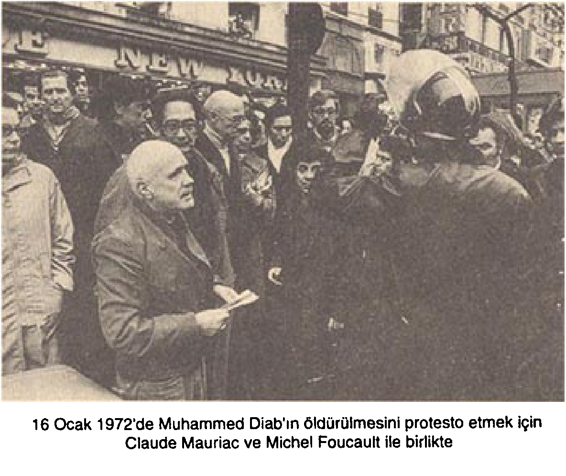 E NEW YORK
16 Ocak 1972'de Muhammed Diab'ın öldürülmesini protesto etmek için
Claude Mauriac ve Michel Foucault ile birlikte